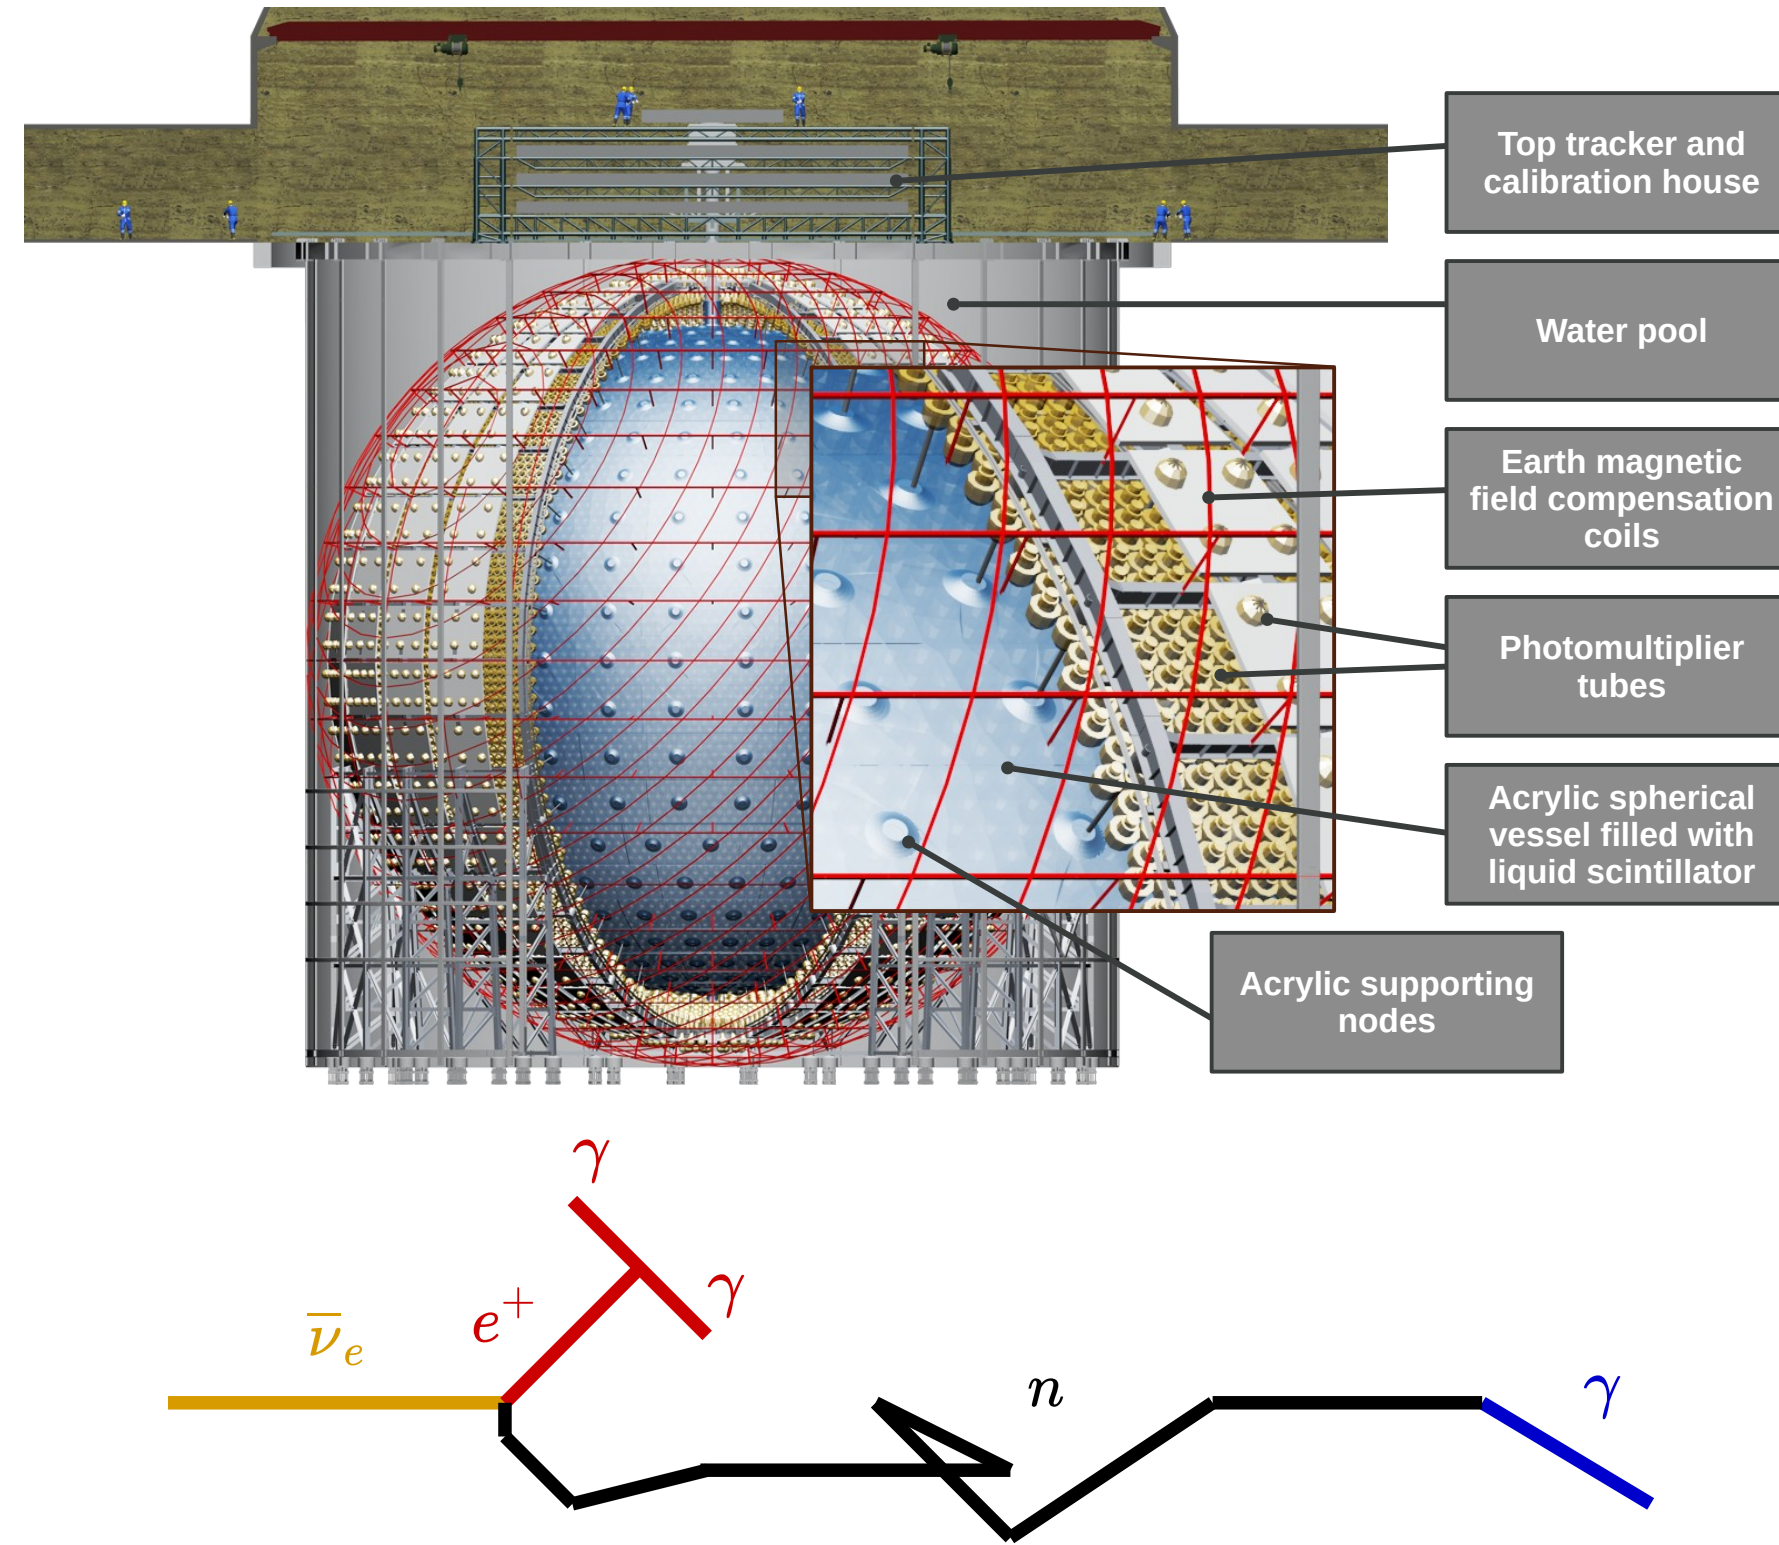 Top tracker and
calibration house
Water pool
Earth magnetic
field compensation
coils
Photomultiplier
tubes
Acrylic spherical
vessel filled with
liquid scintillator
Acrylic supporting
nodes
γ
γ
e⁺
ν̅ₑ
n
γ